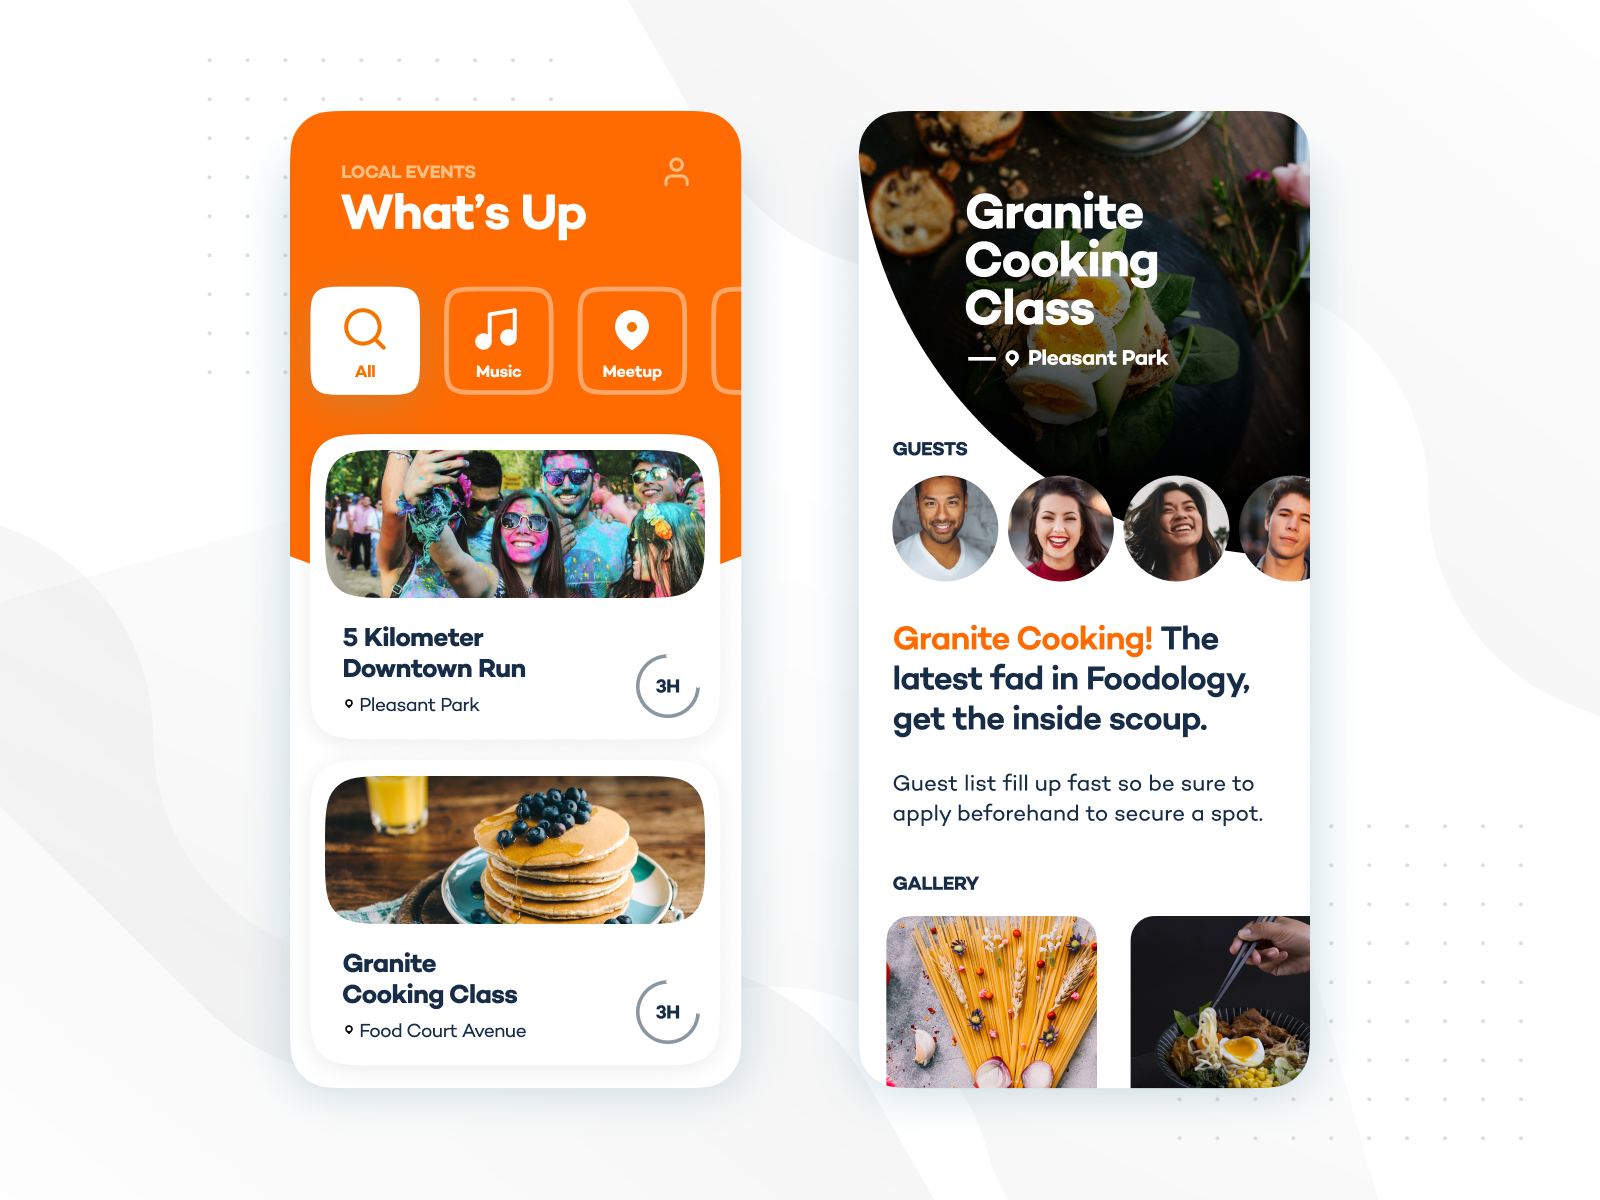 LOCAL EVENTS
What’s Up
All
Music
Meetup
5 Kilometer
Downtown Run
Pleasant Park
3H
Granite
Cooking Class
Food Court Avenue
3H
Granite
Cooking
Class
Pleasant Park
GUESTS
Granite Cooking! The
latest fad in Foodology,
get the inside scoup.
Guest list fill up fast so be sure to
apply beforehand to secure a spot.
GALLERY